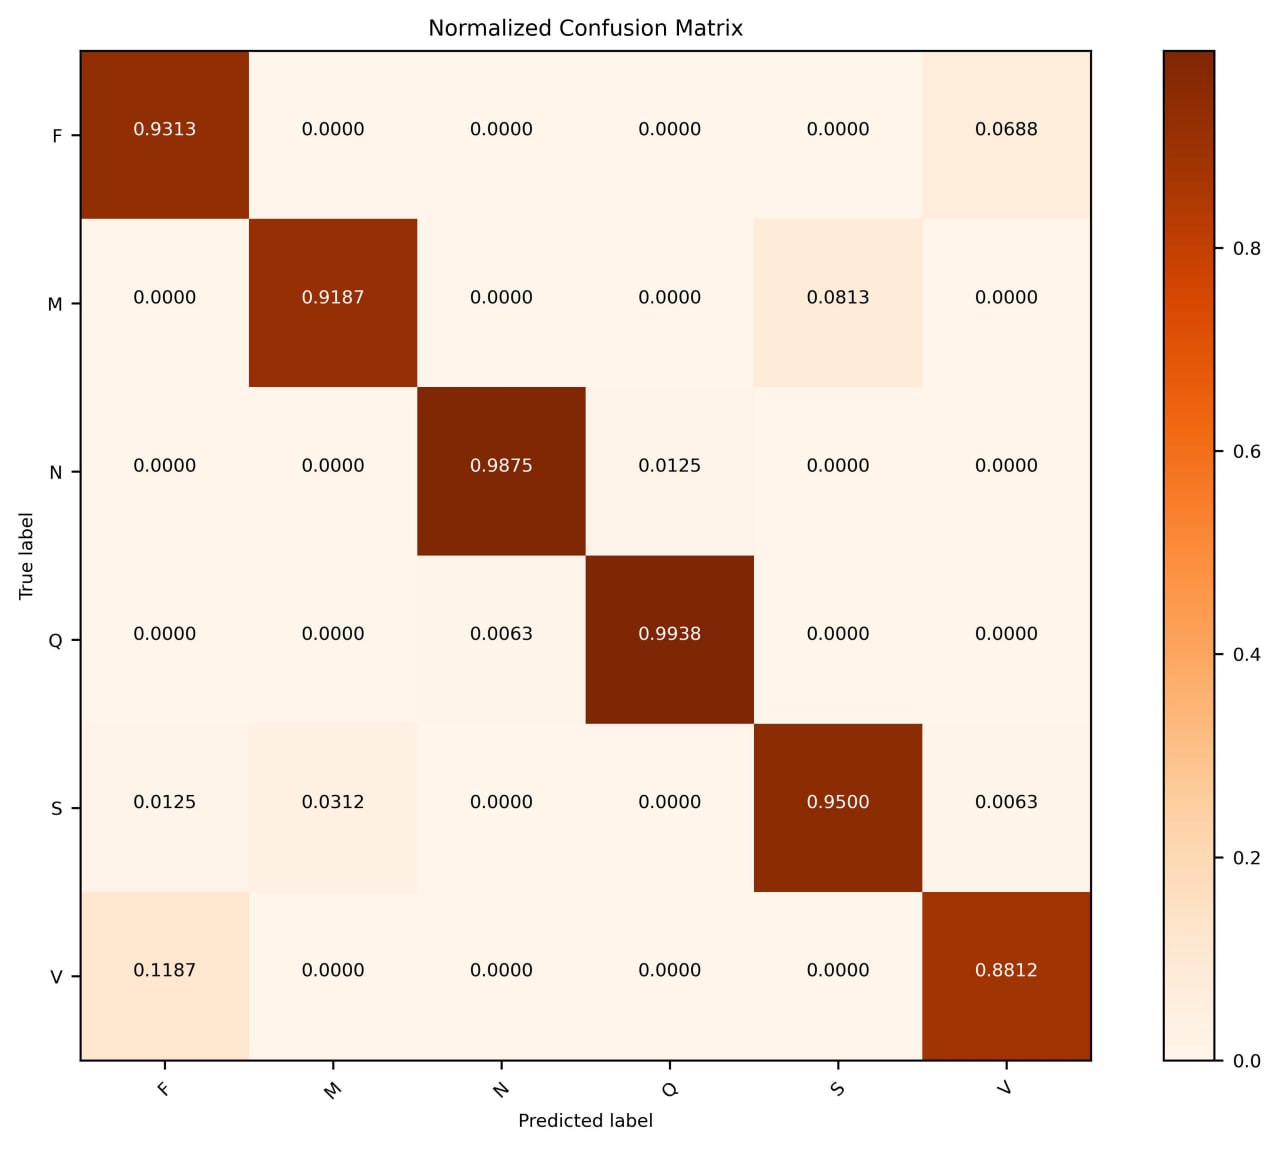 Normalized Confusion Matrix
F 0.9313 0.0000 0.0000 0.0000 0.0000 0.0688
M 0.0000 0.9187 0.0000 0.0000 0.0813 0.0000
N 0.0000 0.0000 0.9875 0.0125 0.0000 0.0000
Q 0.0000 0.0000 0.0063 0.9938 0.0000 0.0000
S 0.0125 0.0312 0.0000 0.0000 0.9500 0.0063
V 0.1187 0.0000 0.0000 0.0000 0.0000 0.8812
F M N Q S V
True label
Predicted label
0.8
0.6
0.4
0.2
0.0